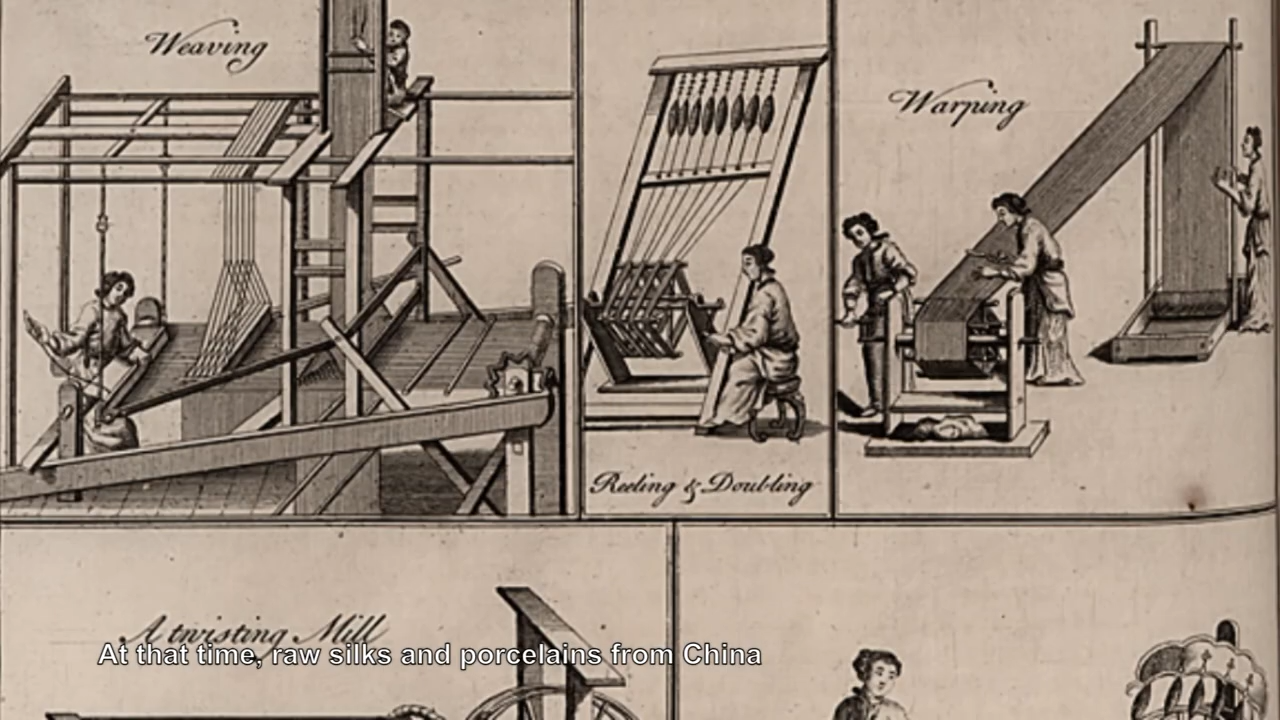 Weaving
Warping
Reeling & Doubling
A twisting Mill
At that time, raw silks and porcelains from China